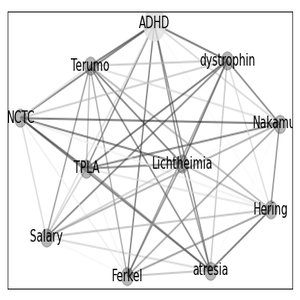 ADHD
Terumo
dystrophin
NCTC
Nakamu
TPLA
Lichtheimia
Hering
Salary
Ferkel
atresia